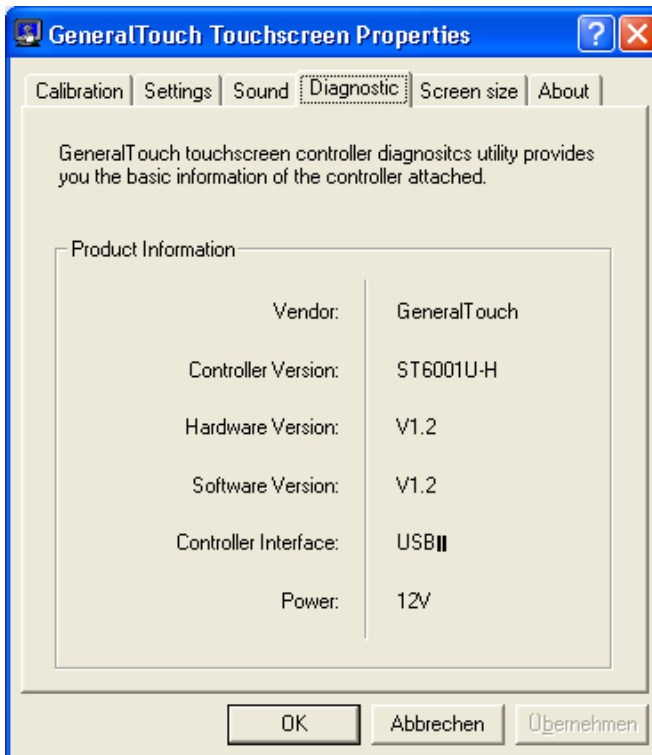 GeneralTouch Touchscreen Properties
Calibration Settings Sound Diagnostic Screen size About
GeneralTouch touchscreen controller diagnositcs utility provides
you the basic information of the controller attached.
Product Information
Vendor: GeneralTouch
Controller Version: ST6001U-H
Hardware Version: V1.2
Software Version: V1.2
Controller Interface: USBII
Power: 12V
OK Abbrechen Übernehmen